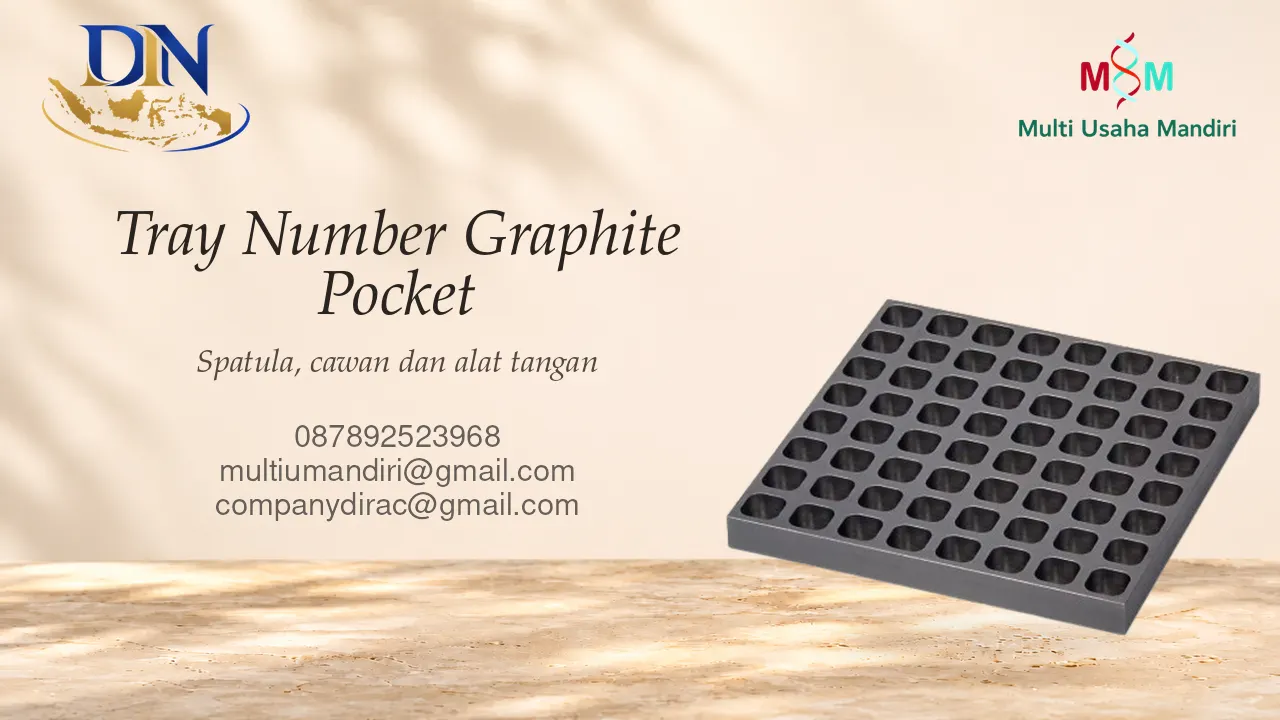 DIN
M M
Multi Usaha Mandiri
Tray Number Graphite
Pocket
Spatula, cawan dan alat tangan
087892523968
multiumandiri@gmail.com
companydirac@gmail.com